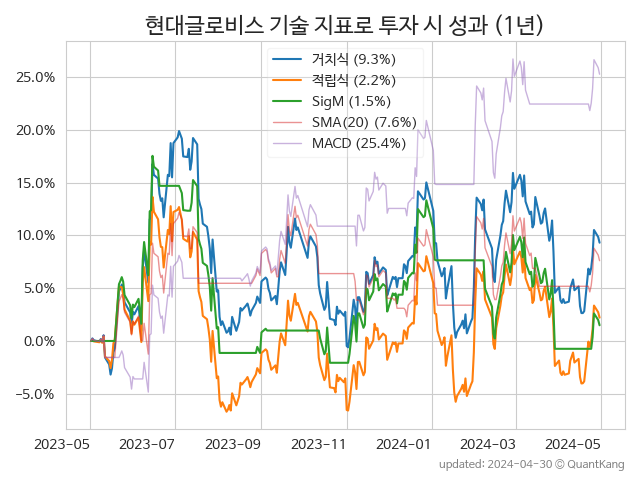 현대글로비스 기술 지표로 투자 시 성과 (1년)
거치식 (9.3%)
적립식 (2.2%)
SigM (1.5%)
SMA(20) (7.6%)
MACD (25.4%)
25.0%
20.0%
15.0%
10.0%
5.0%
0.0%
−5.0%
2023-05 2023-07 2023-09 2023-11 2024-01 2024-03 2024-05
updated: 2024-04-30 © QuantKang